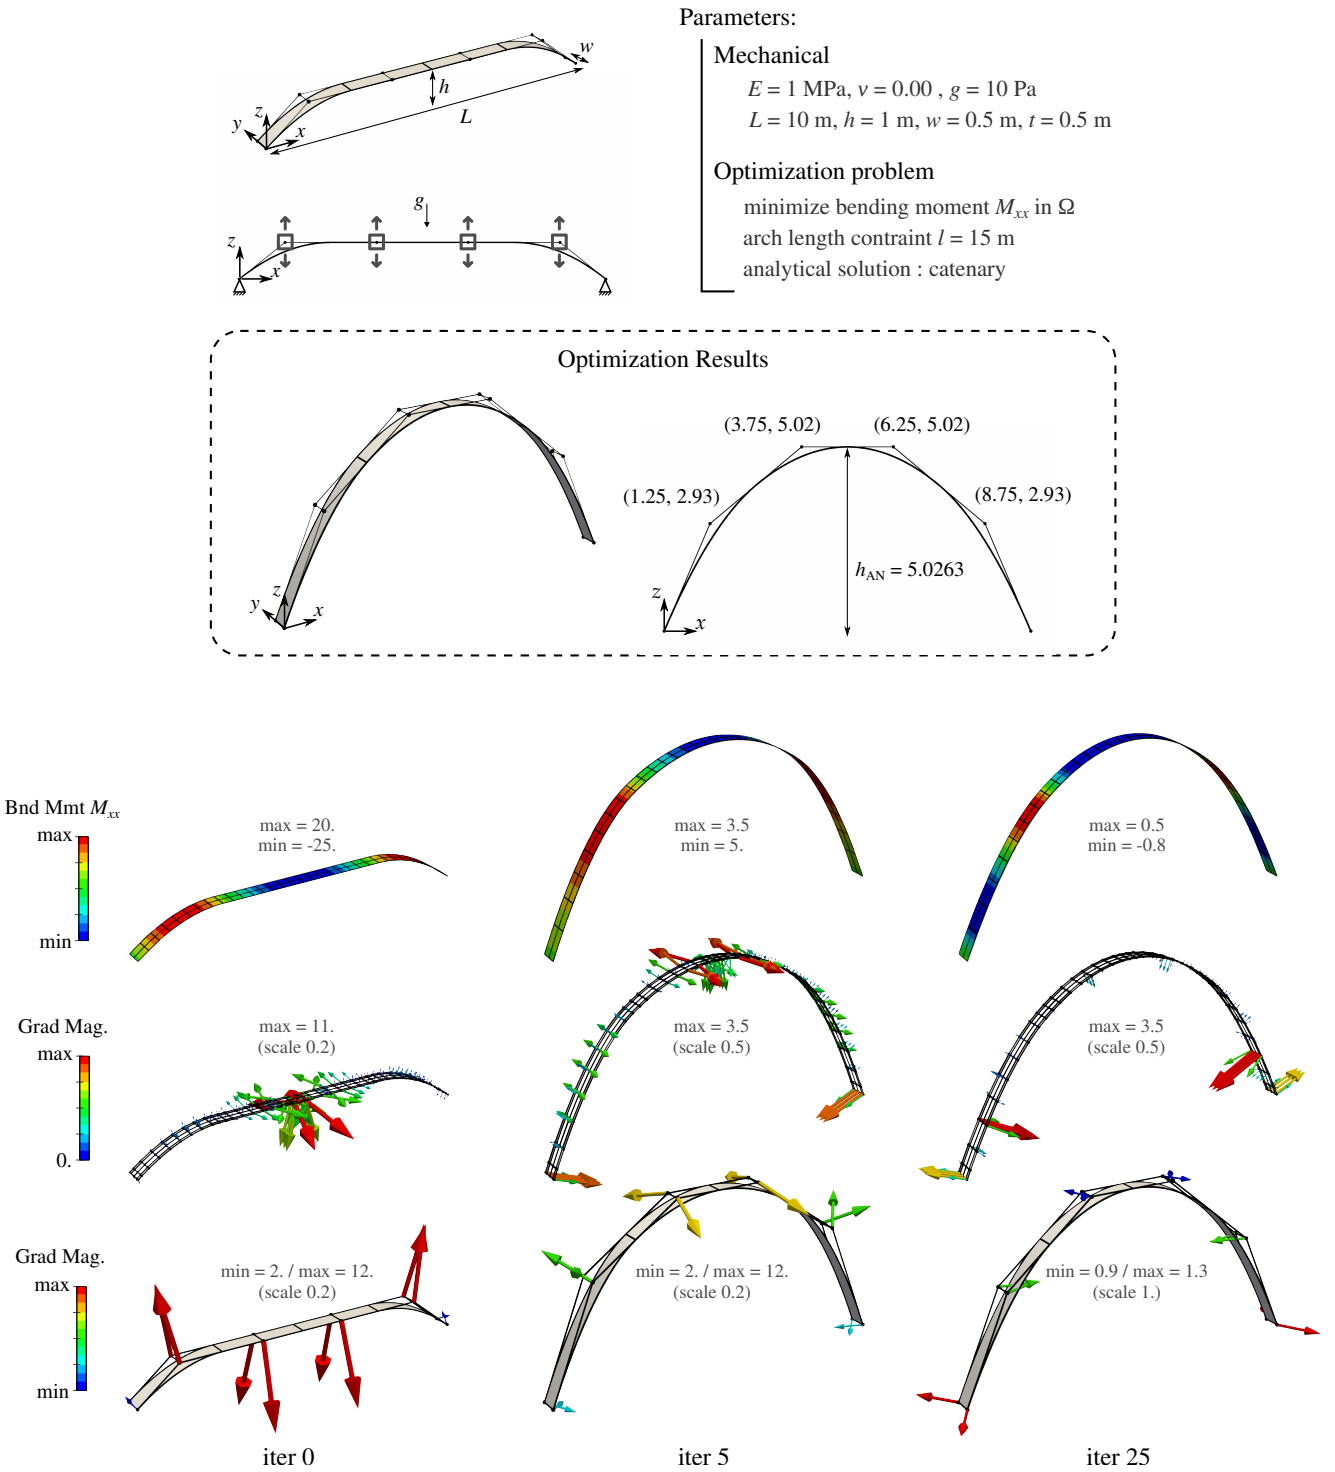 Parameters:
Mechanical
E = 1 MPa, ν = 0.00 , g = 10 Pa
L = 10 m, h = 1 m, w = 0.5 m, t = 0.5 m
Optimization problem
minimize bending moment Mxx in Ω
arch length contraint l = 15 m
analytical solution : catenary
w
h
L
z
y
x
g
z
x
Optimization Results
(3.75, 5.02)
(6.25, 5.02)
(1.25, 2.93)
(8.75, 2.93)
hAN = 5.0263
z
y
x
z
x
Bnd Mmt Mxx
max
min
max = 20.
min = -25.
max = 3.5
min = 5.
max = 0.5
min = -0.8
Grad Mag.
max
0.
max = 11.
(scale 0.2)
max = 3.5
(scale 0.5)
max = 3.5
(scale 0.5)
Grad Mag.
max
min
min = 2. / max = 12.
(scale 0.2)
min = 2. / max = 12.
(scale 0.2)
min = 0.9 / max = 1.3
(scale 1.)
iter 0
iter 5
iter 25